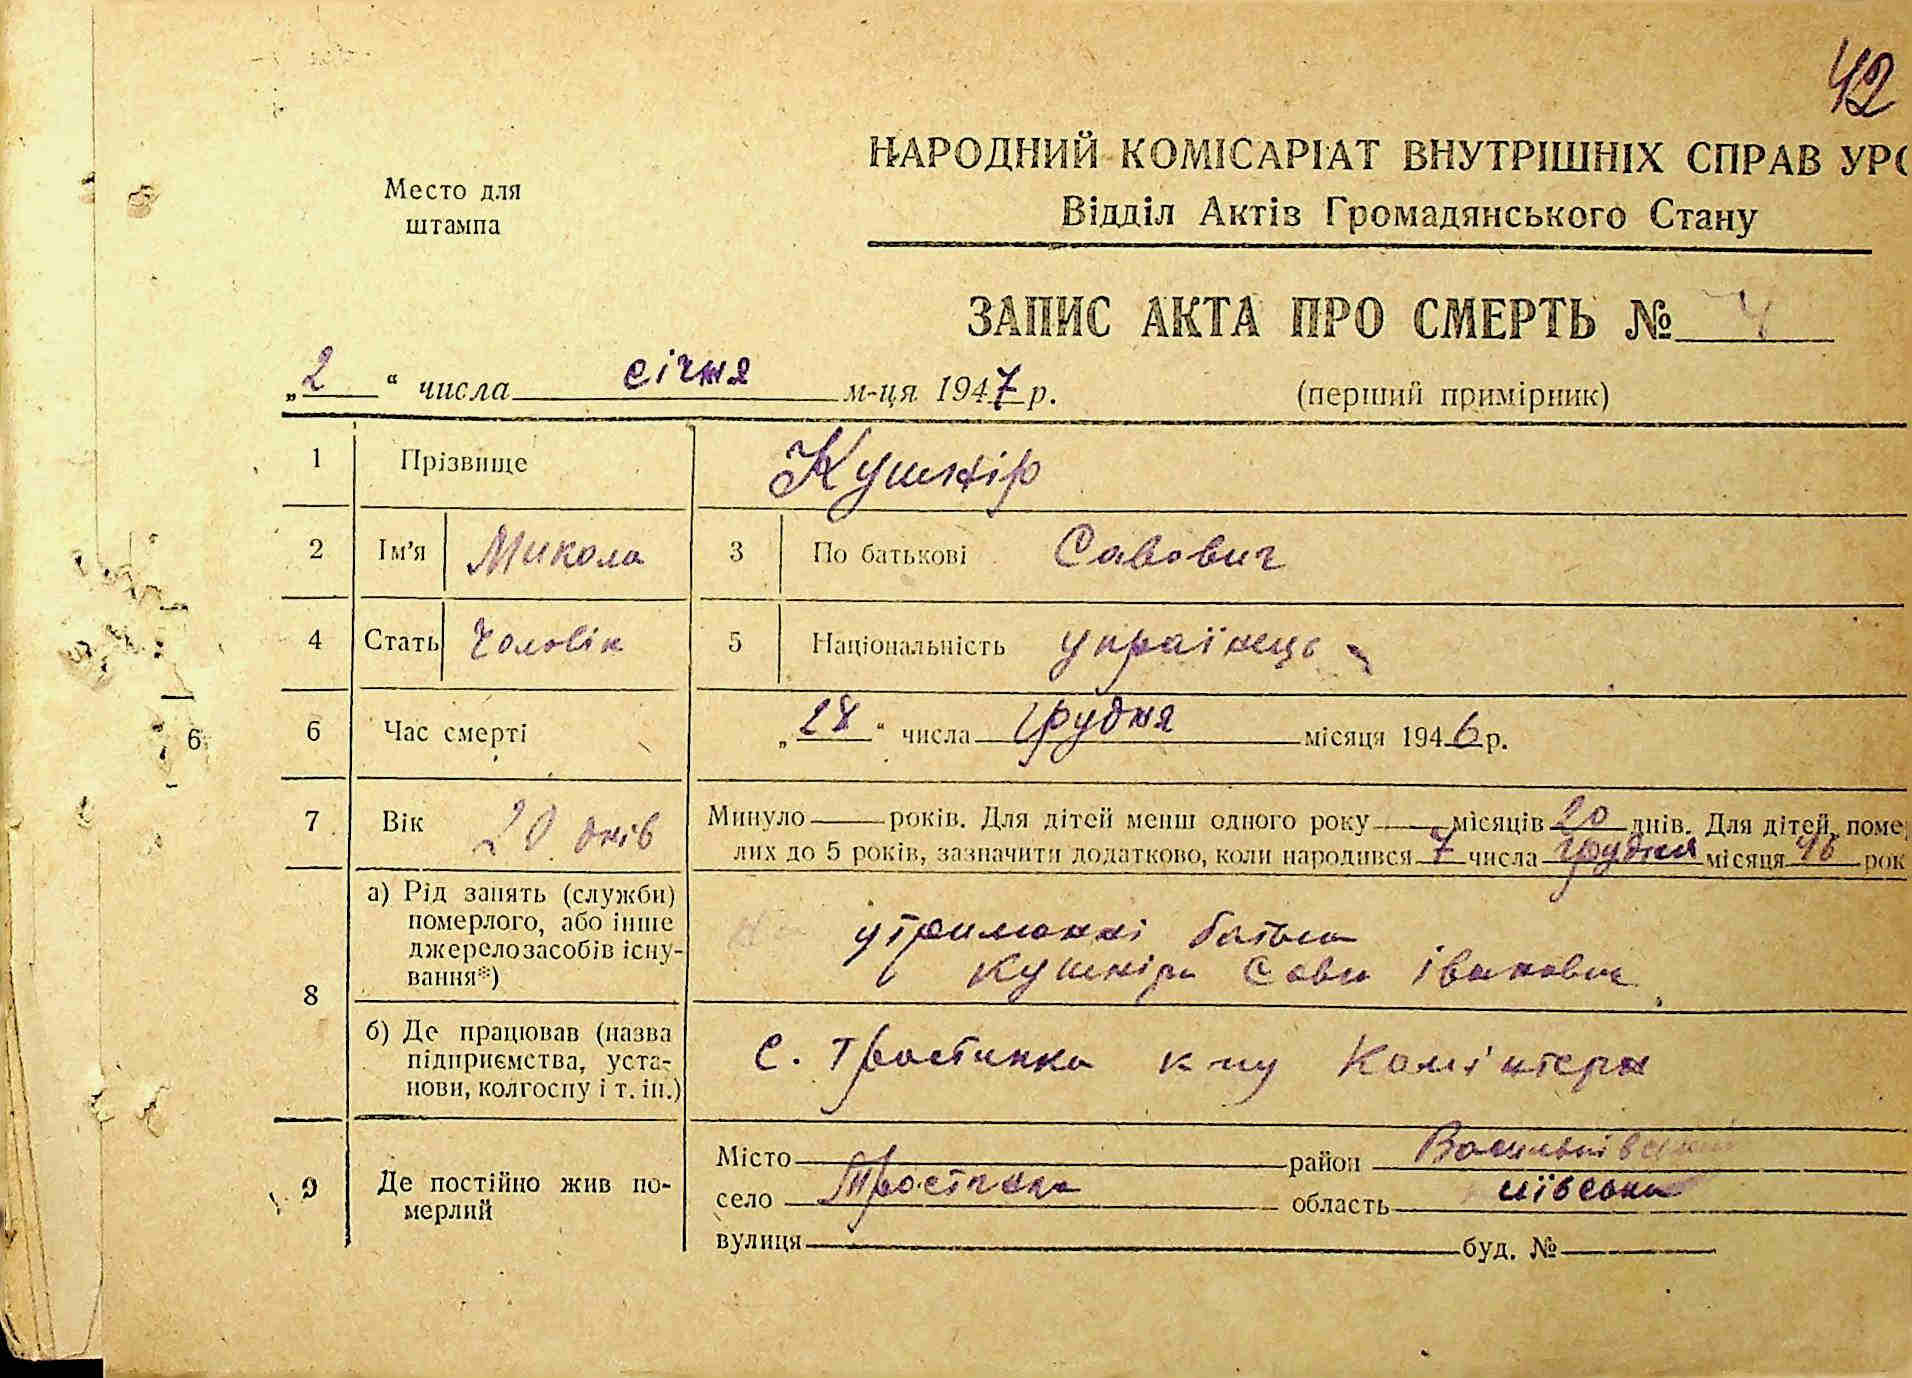 42
НАРОДНИЙ КОМІСАРІАТ ВНУТРІШНІХ СПРАВ УРС
Место для штампа
Відділ Актів Громадянського Стану
ЗАПИС АКТА ПРО СМЕРТЬ № 4
„2“ числа січня м-ця 1947 р. (перший примірник)
1 Прізвище Кушнір
2 Ім'я Микола 3 По батькові Савович
4 Стать Чоловік 5 Національність українець
6 6 Час смерті „28“ числа грудня місяця 1946 р.
7 Вік 20 днів Минуло років. Для дітей менш одного року місяців 20 днів. Для дітей, поме
лих до 5 років, зазначити додатково, коли народився 7 числа грудня місяця 46 рок
8 а) Рід занять (служби) померлого, або інше джерело засобів існування*) На утриманні батька
Кушніра Сави Івановича
б) Де працював (назва підприємства, установи, колгоспу і т. ін.) С. Тростинка к-пу Комінтерн
9 Де постійно жив померлий
Місто район Васильківський
село Тростинка область київська
вулиця буд. №